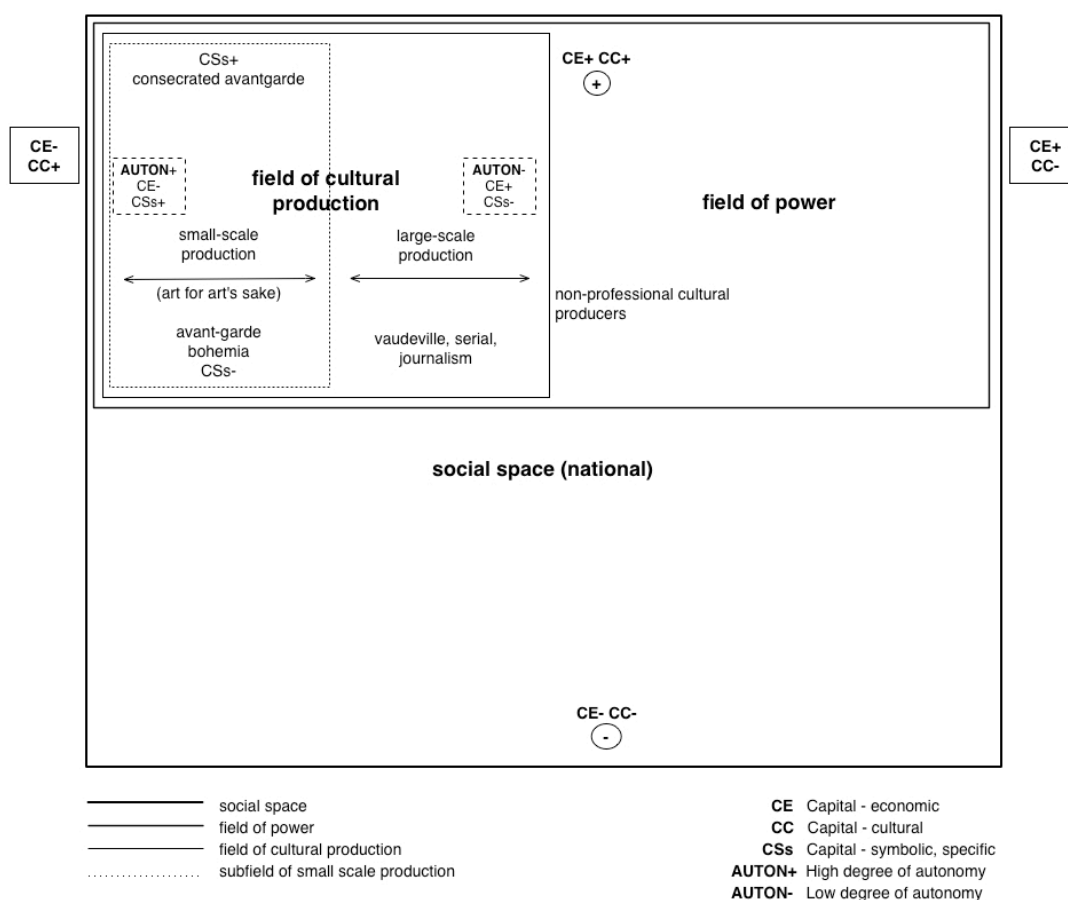 CSs+
consecrated avantgarde
CE+ CC+
+
CE-
CC+
CE+
CC-
AUTON+
CE-
CSs+
field of cultural
production
AUTON-
CE+
CSs-
field of power
small-scale
production
large-scale
production
(art for art's sake)
non-professional cultural
producers
avant-garde
bohemia
CSs-
vaudeville, serial,
journalism
social space (national)
CE- CC-
-
social space
field of power
field of cultural production
subfield of small scale production
CE Capital - economic
CC Capital - cultural
CSs Capital - symbolic, specific
AUTON+ High degree of autonomy
AUTON- Low degree of autonomy